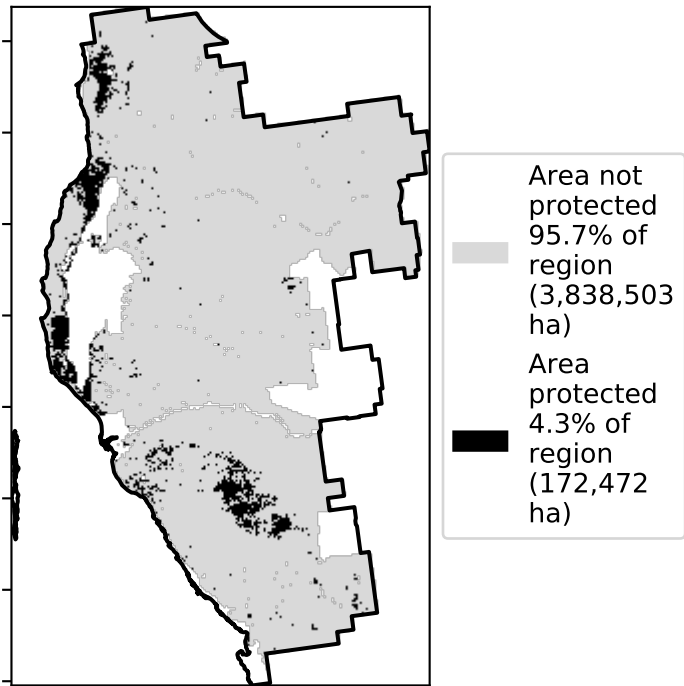 Area not
protected
95.7% of
region
(3,838,503
ha)
Area
protected
4.3% of
region
(172,472
ha)